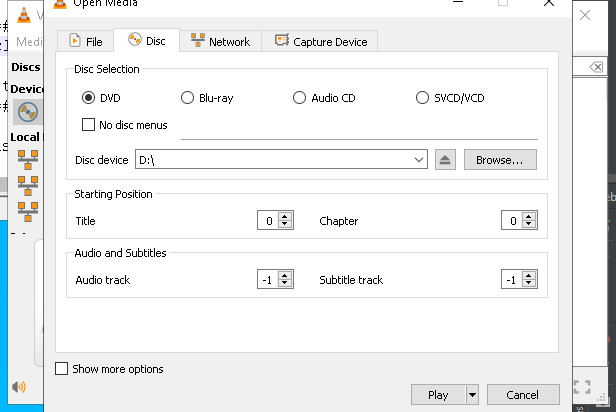 Open Media
Medi
File
Disc
Network
Capture Device
Discs
Device
Local
Disc Selection
DVD
Blu-ray
Audio CD
SVCD/VCD
No disc menus
Disc device
D:\
Browse...
Starting Position
Title
0
Chapter
0
Audio and Subtitles
Audio track
-1
Subtitle track
-1
Show more options
Play
Cancel